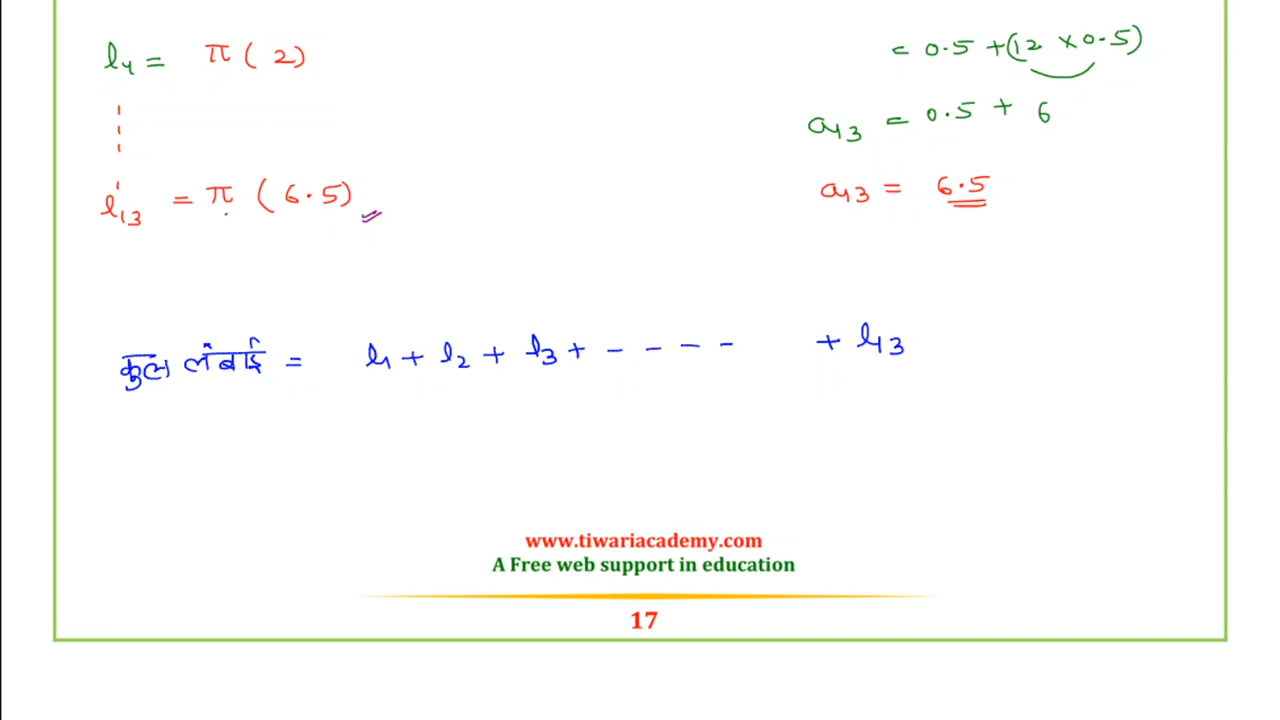 l₄ = π ( 2 )
= 0.5 + (12 × 0.5)
a₁₃ = 0.5 + 6
l₁₃ = π ( 6.5 )
a₁₃ = 6.5
कुल लंबाई = l₁ + l₂ + l₃ + - - - - + l₁₃
www.tiwariacademy.com
A Free web support in education
17